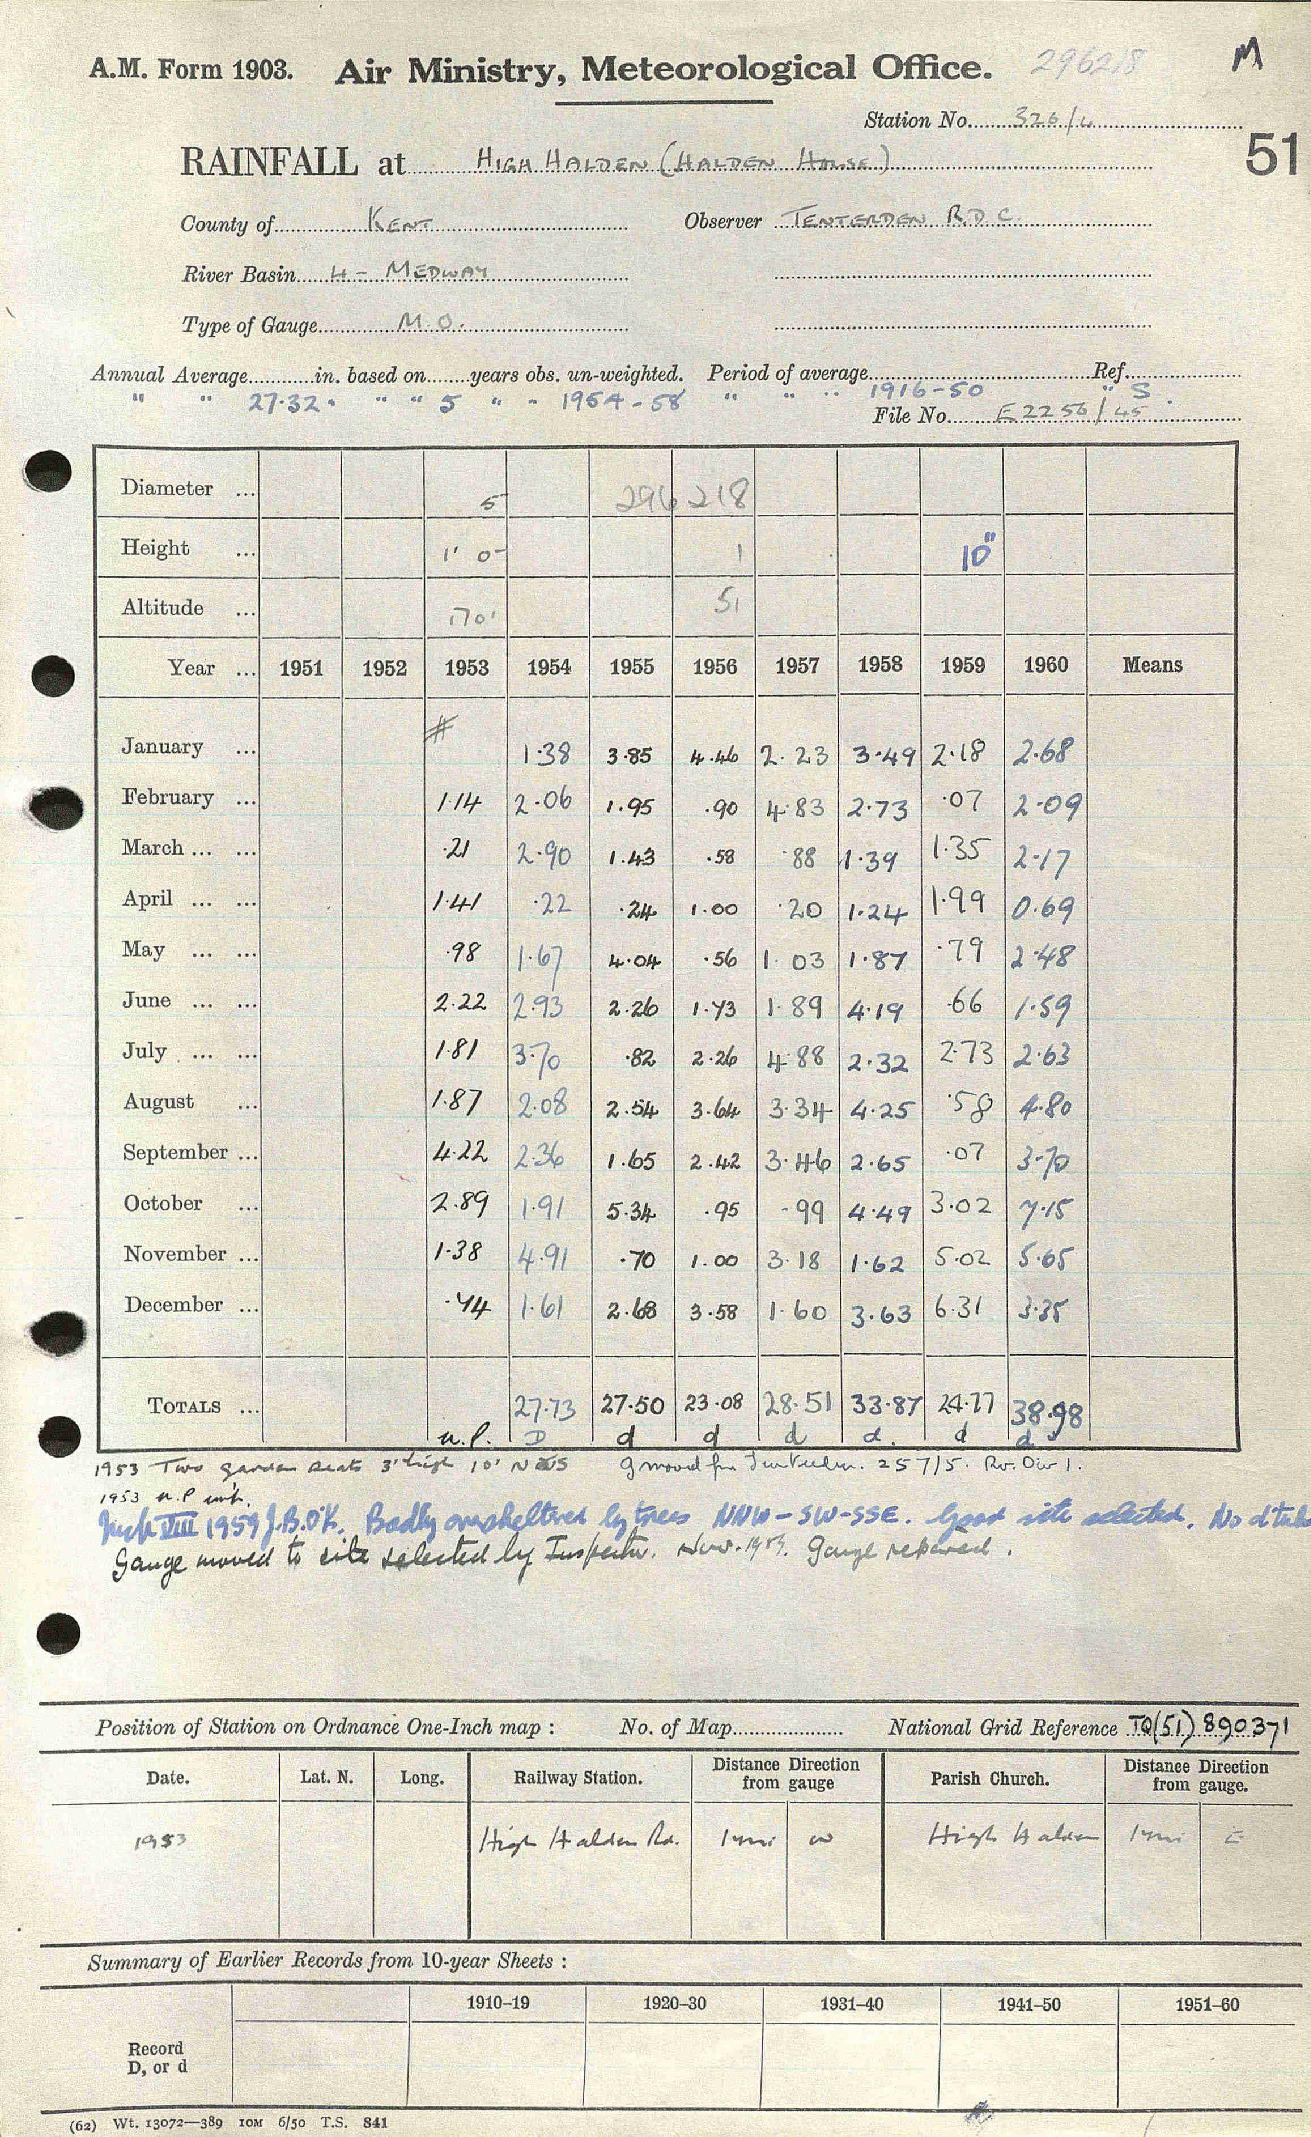 A.M. Form 1903. Air Ministry, Meteorological Office. 296218 M
Station No. 326/4
51
RAINFALL at HIGH HALDEN (HALDEN HOUSE)
County of KENT Observer TENTERDEN R.D.C.
River Basin 4 - MEDWAY
Type of Gauge M.O.
Annual Average in. based on years obs. un-weighted. Period of average Ref.
" " 27.32 " " " 5 " " 1954-58 " " " 1916-50 " S.
File No. E2256/45
Diameter ... 5 296218
Height ... 1' 0" 1 10"
Altitude ... 170' 51
Year ... 1951 1952 1953 1954 1955 1956 1957 1958 1959 1960 Means
January ... # 1.38 3.85 4.46 2.23 3.49 2.18 2.68
February ... 1.14 2.06 1.95 .90 4.83 2.73 .07 2.09
March ... ... .21 2.90 1.43 .58 .88 1.39 1.35 2.17
April ... ... 1.41 .22 .24 1.00 .20 1.24 1.99 0.69
May ... ... .98 1.67 4.04 .56 1.03 1.87 .79 2.48
June ... ... 2.22 2.93 2.26 1.73 1.89 4.19 .66 1.59
July ... ... 1.81 3.70 .82 2.26 4.88 2.32 2.73 2.63
August ... 1.87 2.08 2.54 3.64 3.34 4.25 .58 4.80
September ... 4.22 2.36 1.65 2.42 3.46 2.65 .07 3.70
October ... 2.89 1.91 5.34 .95 .99 4.49 3.02 7.15
November ... 1.38 4.91 .70 1.00 3.18 1.62 5.02 5.65
December ... .74 1.61 2.68 3.58 1.60 3.63 6.31 3.35
TOTALS ... 27.73 27.50 23.08 28.51 33.87 24.77 38.98
n.p. D d d d d. d d
1953 Two garden seats 3' high 10' N & S g moved fm Tenterden. 257/5. Rv. Div 1.
1953 n.p
VIII 1959 J.B.O'K. Badly oversheltered by trees NNW-SW-SSE. Good site selected. No d
Gauge moved to site selected by Inspector. Nov. 1959. Gauge repaired.
Position of Station on Ordnance One-Inch map : No. of Map National Grid Reference TQ(51) 890371
Date. Lat. N. Long. Railway Station. Distance Direction from gauge Parish Church. Distance Direction from gauge.
1953 High Halden Rd. 1 mi W High Halden 1 mi E
Summary of Earlier Records from 10-year Sheets :
1910-19 1920-30 1931-40 1941-50 1951-60
Record
D, or d
(62) Wt. 13072—389 10M 6/50 T.S. 841